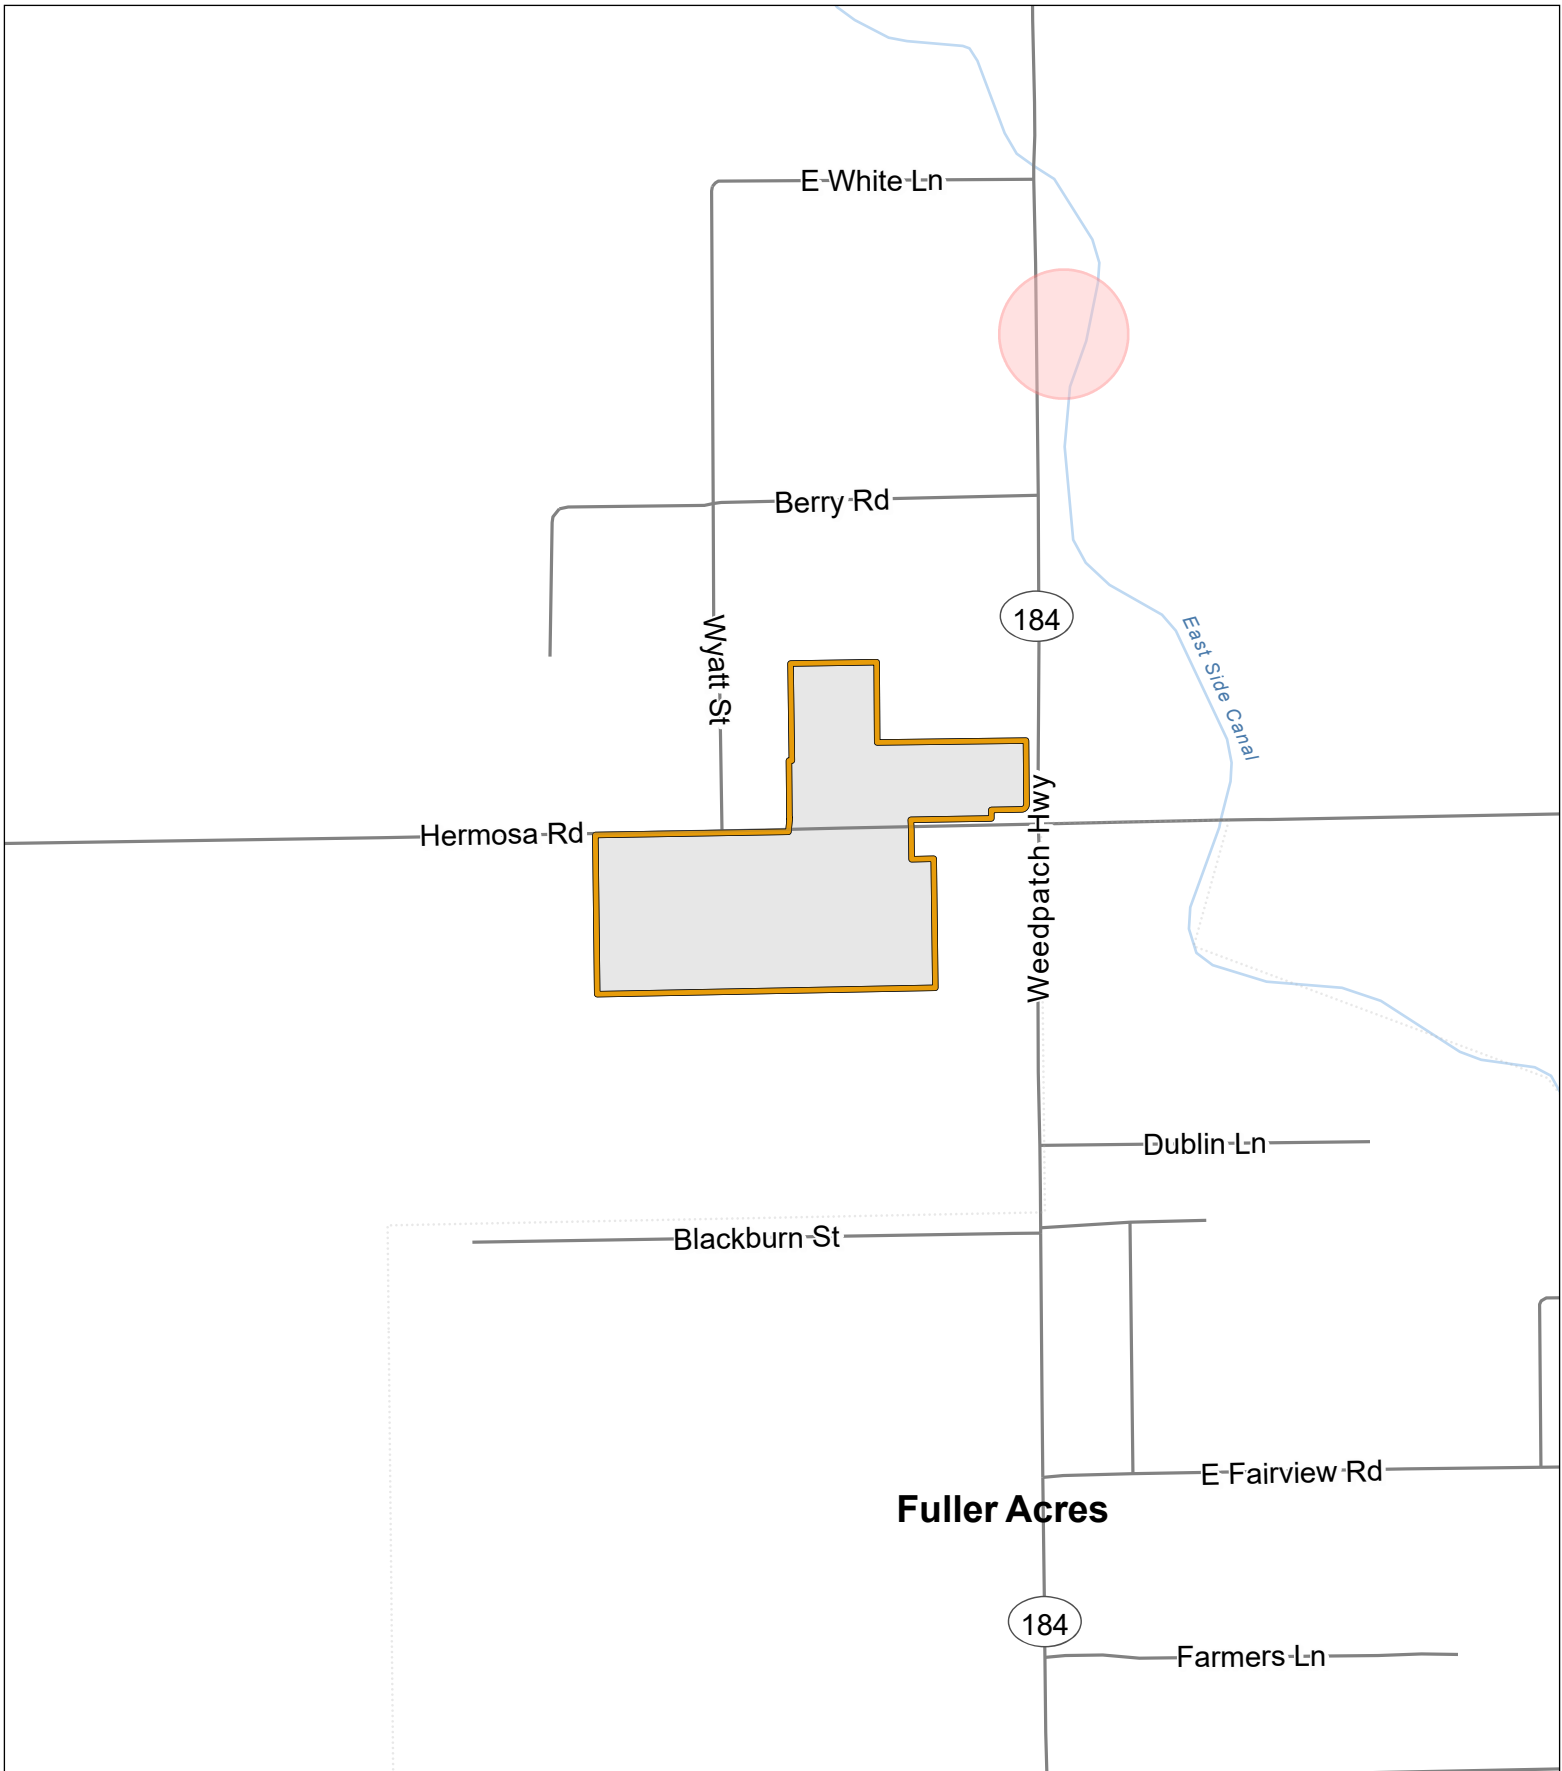 E White Ln
Berry Rd
184
Wyatt St
East Side Canal
Hermosa Rd
Weedpatch Hwy
Dublin Ln
Blackburn St
E Fairview Rd
Fuller Acres
184
Farmers Ln